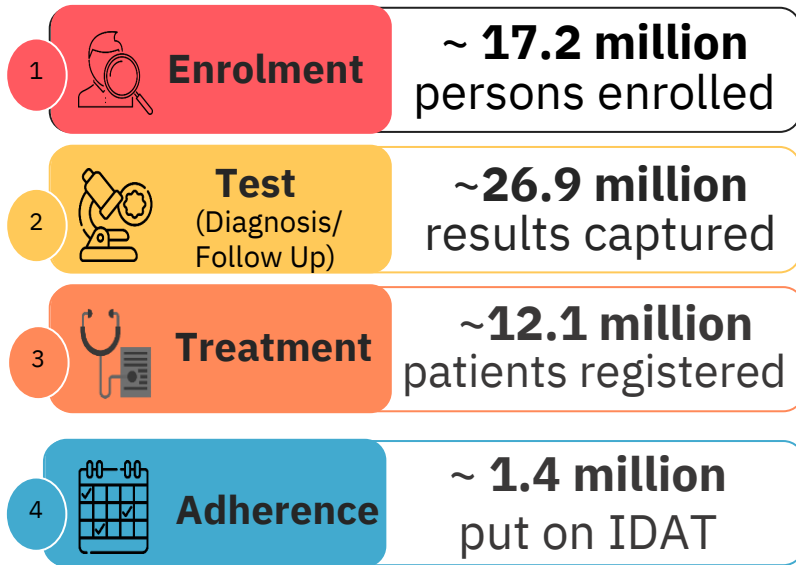 1
Enrolment
~ 17.2 million
persons enrolled
2
Test
(Diagnosis/
Follow Up)
~26.9 million
results captured
3
Treatment
~12.1 million
patients registered
4
Adherence
~ 1.4 million
put on IDAT